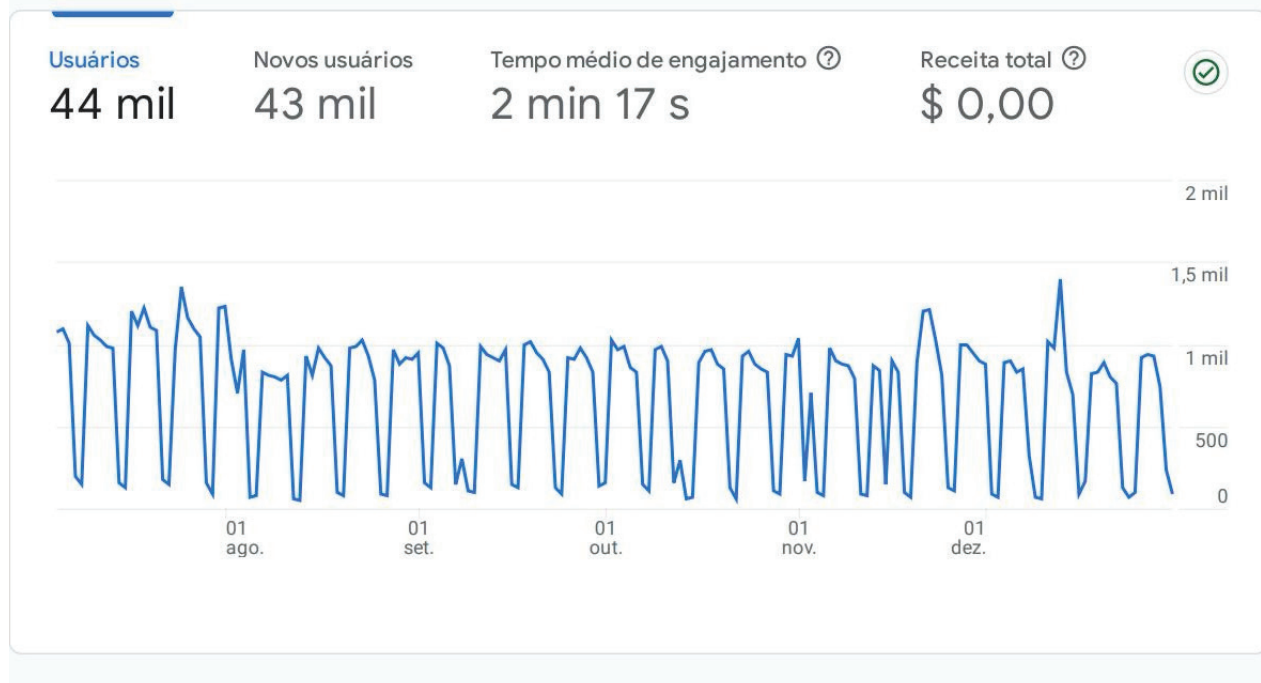 Usuários
44 mil
Novos usuários
43 mil
Tempo médio de engajamento
2 min 17 s
Receita total
$ 0,00
2 mil
1,5 mil
1 mil
500
0
01
ago.
01
set.
01
out.
01
nov.
01
dez.